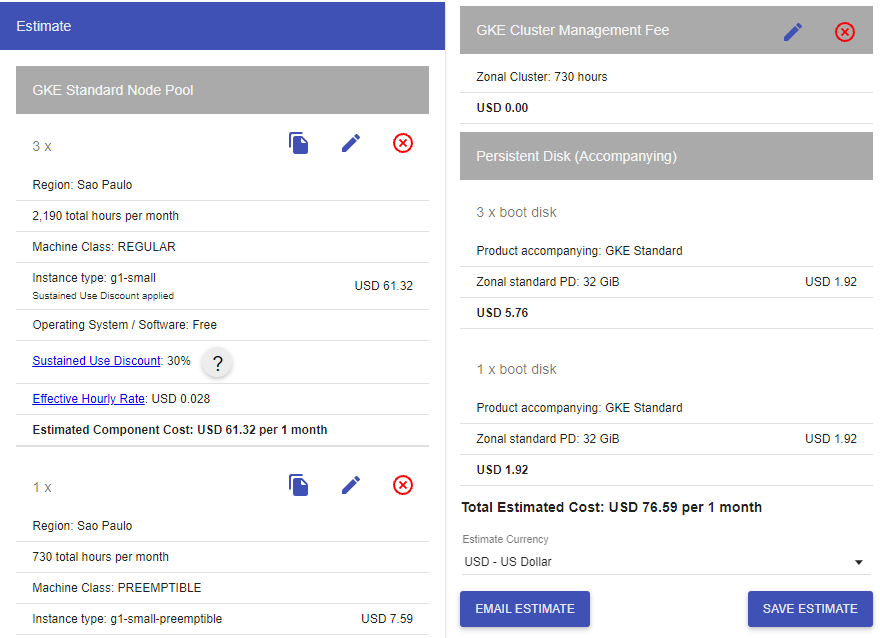 Estimate
GKE Standard Node Pool
3 x
Region: Sao Paulo
2,190 total hours per month
Machine Class: REGULAR
Instance type: g1-small
Sustained Use Discount applied
USD 61.32
Operating System / Software: Free
Sustained Use Discount: 30% ?
Effective Hourly Rate: USD 0.028
Estimated Component Cost: USD 61.32 per 1 month
1 x
Region: Sao Paulo
730 total hours per month
Machine Class: PREEMPTIBLE
Instance type: g1-small-preemptible USD 7.59
GKE Cluster Management Fee
Zonal Cluster: 730 hours
USD 0.00
Persistent Disk (Accompanying)
3 x boot disk
Product accompanying: GKE Standard
Zonal standard PD: 32 GiB USD 1.92
USD 5.76
1 x boot disk
Product accompanying: GKE Standard
Zonal standard PD: 32 GiB USD 1.92
USD 1.92
Total Estimated Cost: USD 76.59 per 1 month
Estimate Currency
USD - US Dollar
EMAIL ESTIMATE SAVE ESTIMATE